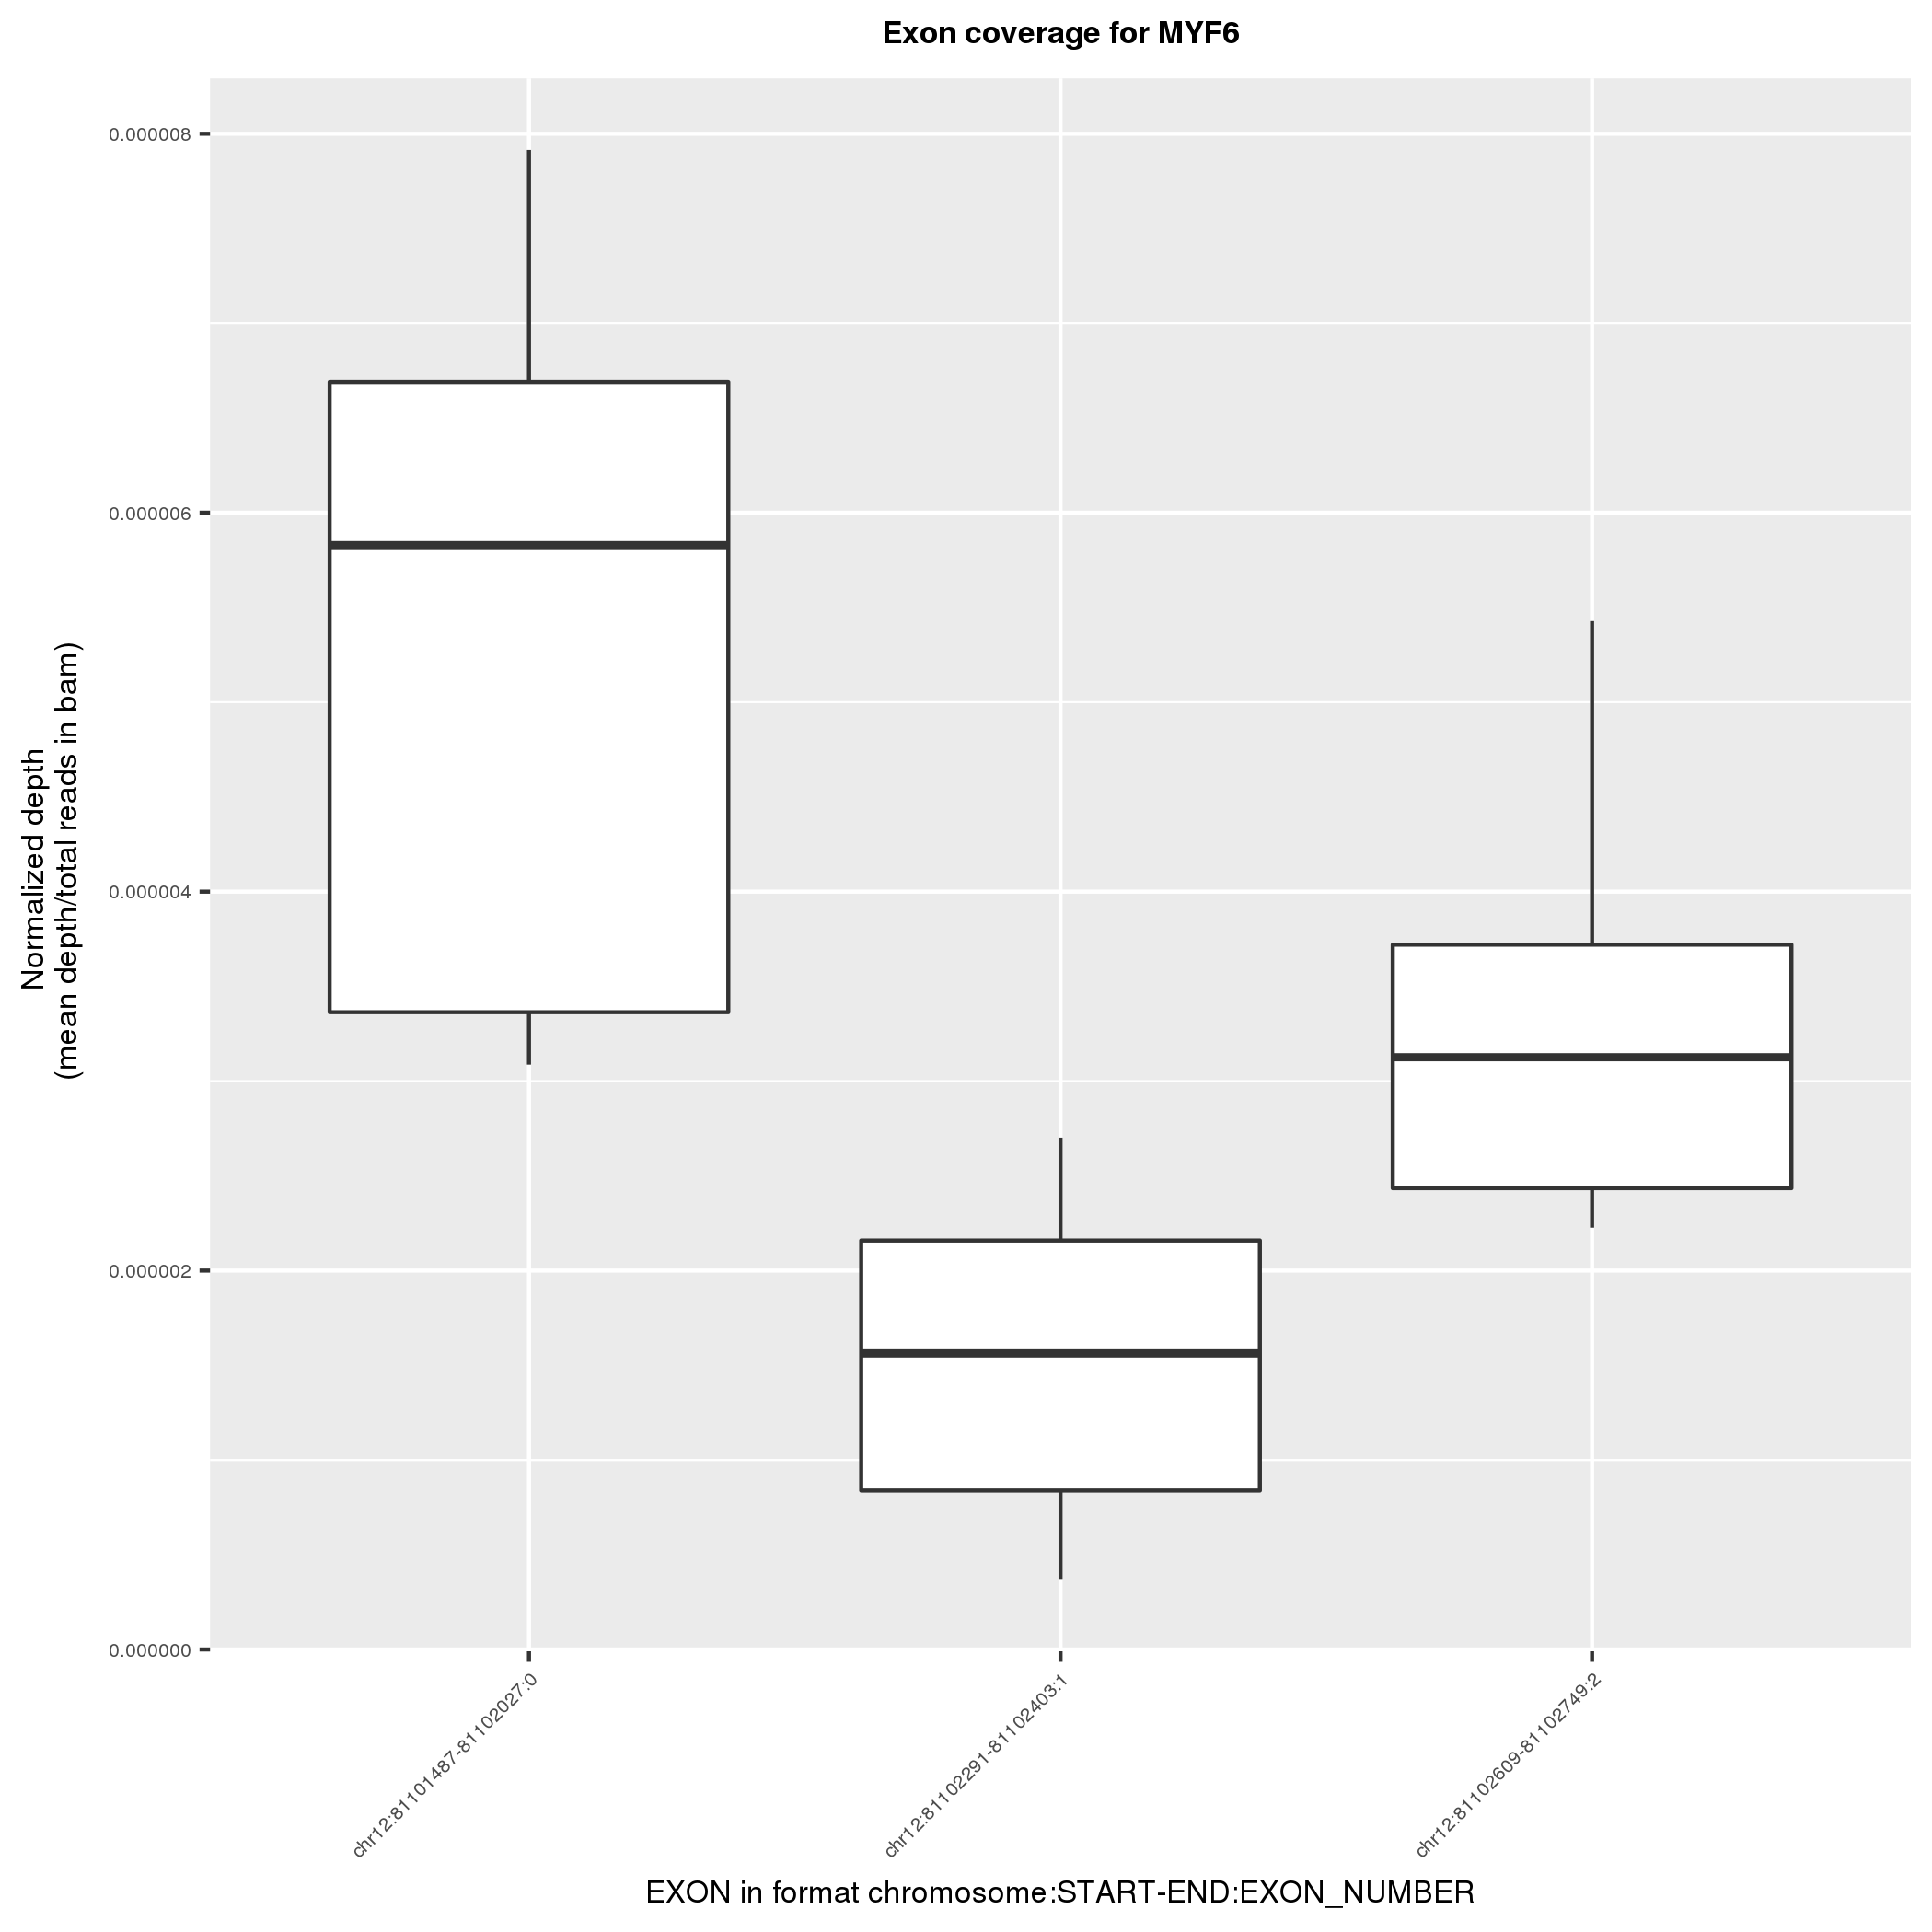 Exon coverage for MYF6
Normalized depth
(mean depth/total reads in bam)
0.000008
0.000006
0.000004
0.000002
0.000000
chr12:81101487-81102027:0
chr12:81102291-81102403:1
chr12:81102609-81102749:2
EXON in format chromosome:START-END:EXON_NUMBER